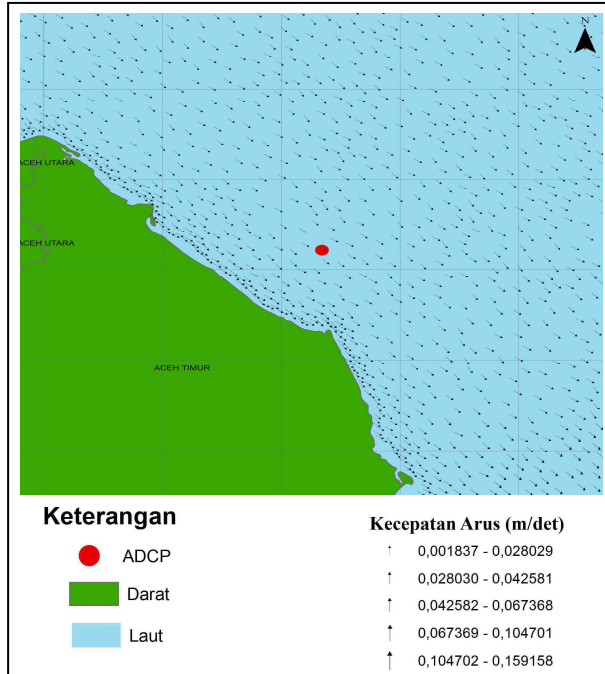 N
ACEH UTARA
ACEH UTARA
ACEH TIMUR
Keterangan
ADCP
Darat
Laut
Kecepatan Arus (m/det)
0,001837 - 0,028029
0,028030 - 0,042581
0,042582 - 0,067368
0,067369 - 0,104701
0,104702 - 0,159158